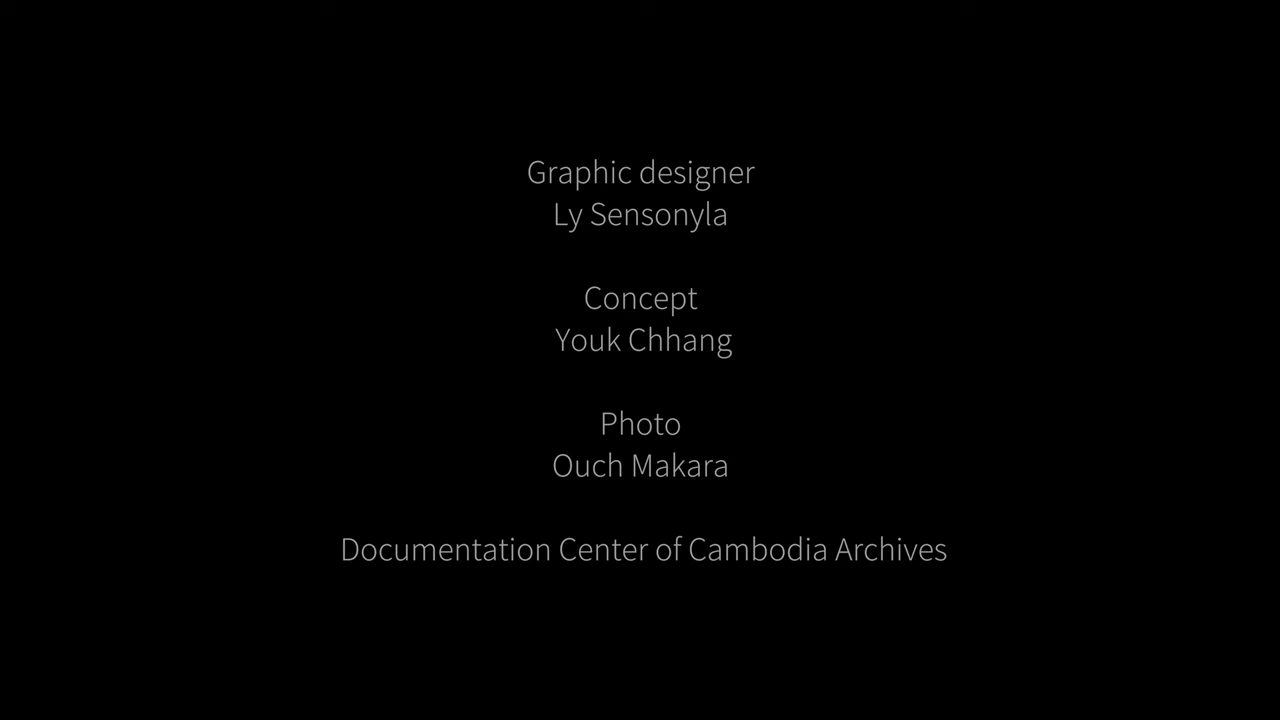 Graphic designer
Ly Sensonyla
Concept
Youk Chhang
Photo
Ouch Makara
Documentation Center of Cambodia Archives